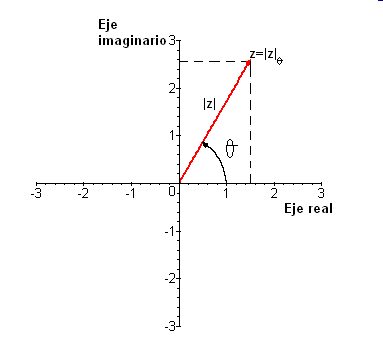 Eje
imaginario
3
z=|z|θ
2
|z|
1
θ
-3 -2 -1 0 1 2 3
Eje real
-1
-2
-3